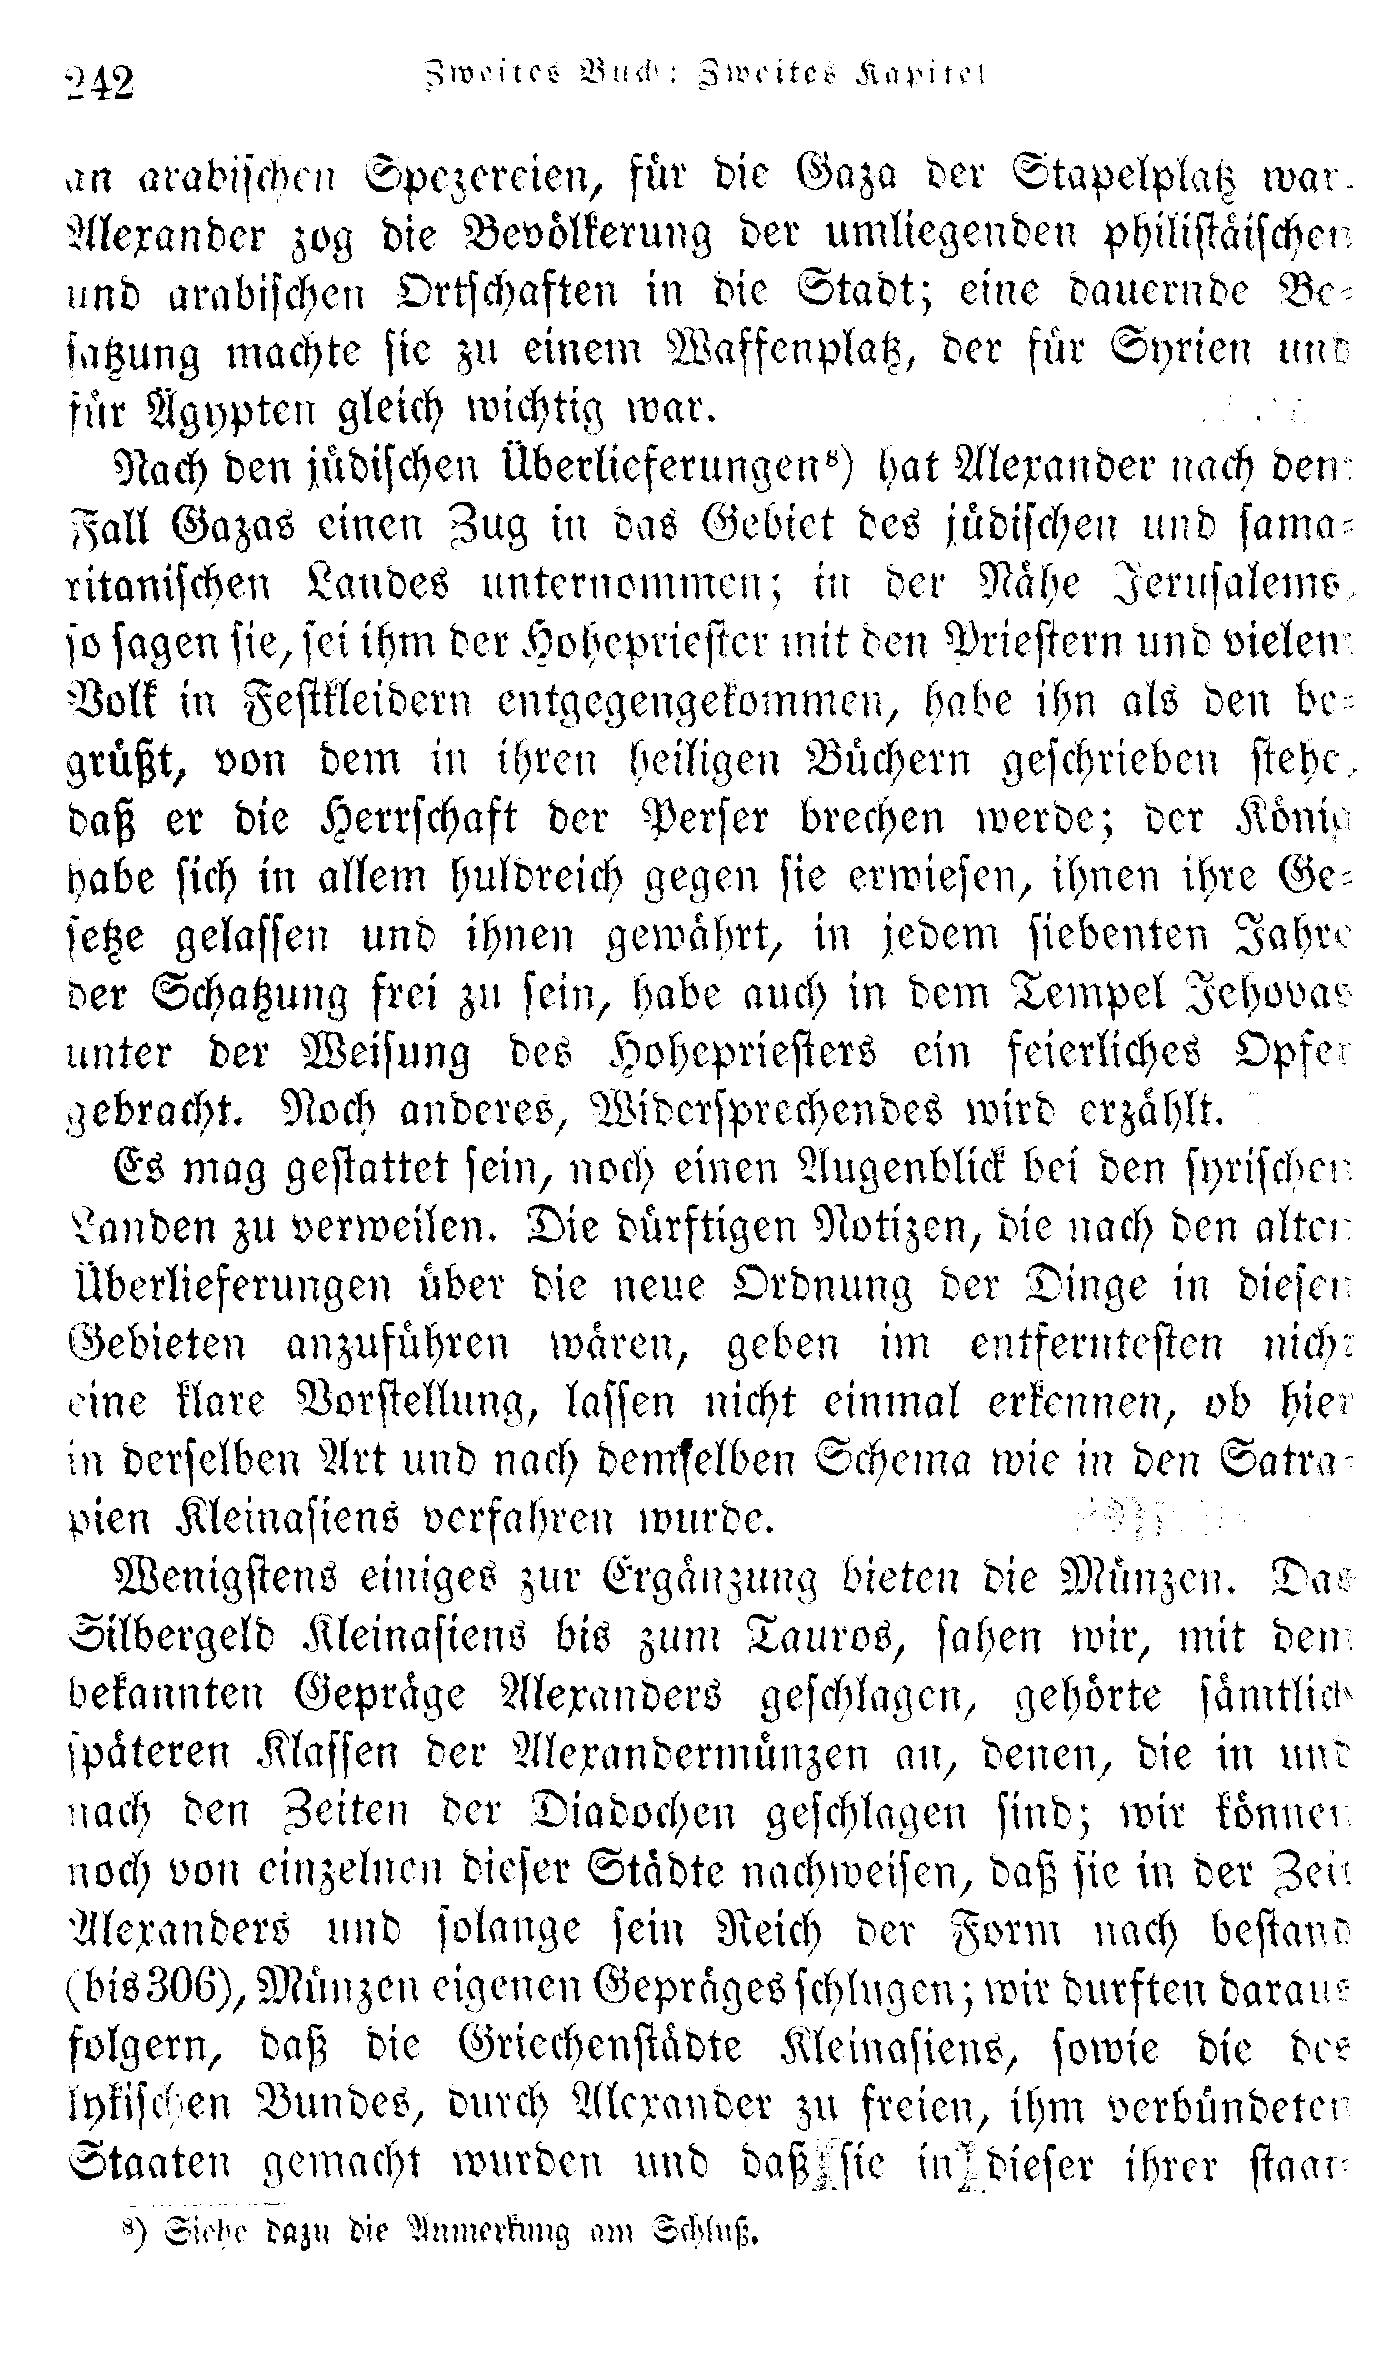 242
Zweites Buch: Zweites Kapitel
an arabischen Spezereien, für die Gaza der Stapelplatz war.
Alexander zog die Bevölkerung der umliegenden philistäischen
und arabischen Ortschaften in die Stadt; eine dauernde Be-
satzung machte sie zu einem Waffenplatz, der für Syrien und
für Ägypten gleich wichtig war.
Nach den jüdischen Überlieferungen⁸) hat Alexander nach dem
Fall Gazas einen Zug in das Gebiet des jüdischen und sama-
ritanischen Landes unternommen; in der Nähe Jerusalems,
so sagen sie, sei ihm der Hohepriester mit den Priestern und vielem
Volk in Festkleidern entgegengekommen, habe ihn als den be-
grüßt, von dem in ihren heiligen Büchern geschrieben stehe,
daß er die Herrschaft der Perser brechen werde; der König
habe sich in allem huldreich gegen sie erwiesen, ihnen ihre Ge-
setze gelassen und ihnen gewährt, in jedem siebenten Jahre
der Schatzung frei zu sein, habe auch in dem Tempel Jehovas
unter der Weisung des Hohepriesters ein feierliches Opfer
gebracht. Noch anderes, Widersprechendes wird erzählt.
Es mag gestattet sein, noch einen Augenblick bei den syrischen
Landen zu verweilen. Die dürftigen Notizen, die nach den alten
Überlieferungen über die neue Ordnung der Dinge in diesen
Gebieten anzuführen wären, geben im entferntesten nicht
eine klare Vorstellung, lassen nicht einmal erkennen, ob hier
in derselben Art und nach demselben Schema wie in den Satra-
pien Kleinasiens verfahren wurde.
Wenigstens einiges zur Ergänzung bieten die Münzen. Das
Silbergeld Kleinasiens bis zum Tauros, sahen wir, mit dem
bekannten Gepräge Alexanders geschlagen, gehörte sämtlich
späteren Klassen der Alexandermünzen an, denen, die in und
nach den Zeiten der Diadochen geschlagen sind; wir können
noch von einzelnen dieser Städte nachweisen, daß sie in der Zeit
Alexanders und solange sein Reich der Form nach bestand
(bis 306), Münzen eigenen Gepräges schlugen; wir durften daraus
folgern, daß die Griechenstädte Kleinasiens, sowie die des
lykischen Bundes, durch Alexander zu freien, ihm verbündeten
Staaten gemacht wurden und daß sie in dieser ihrer staat-
⁸) Siehe dazu die Anmerkung am Schluß.